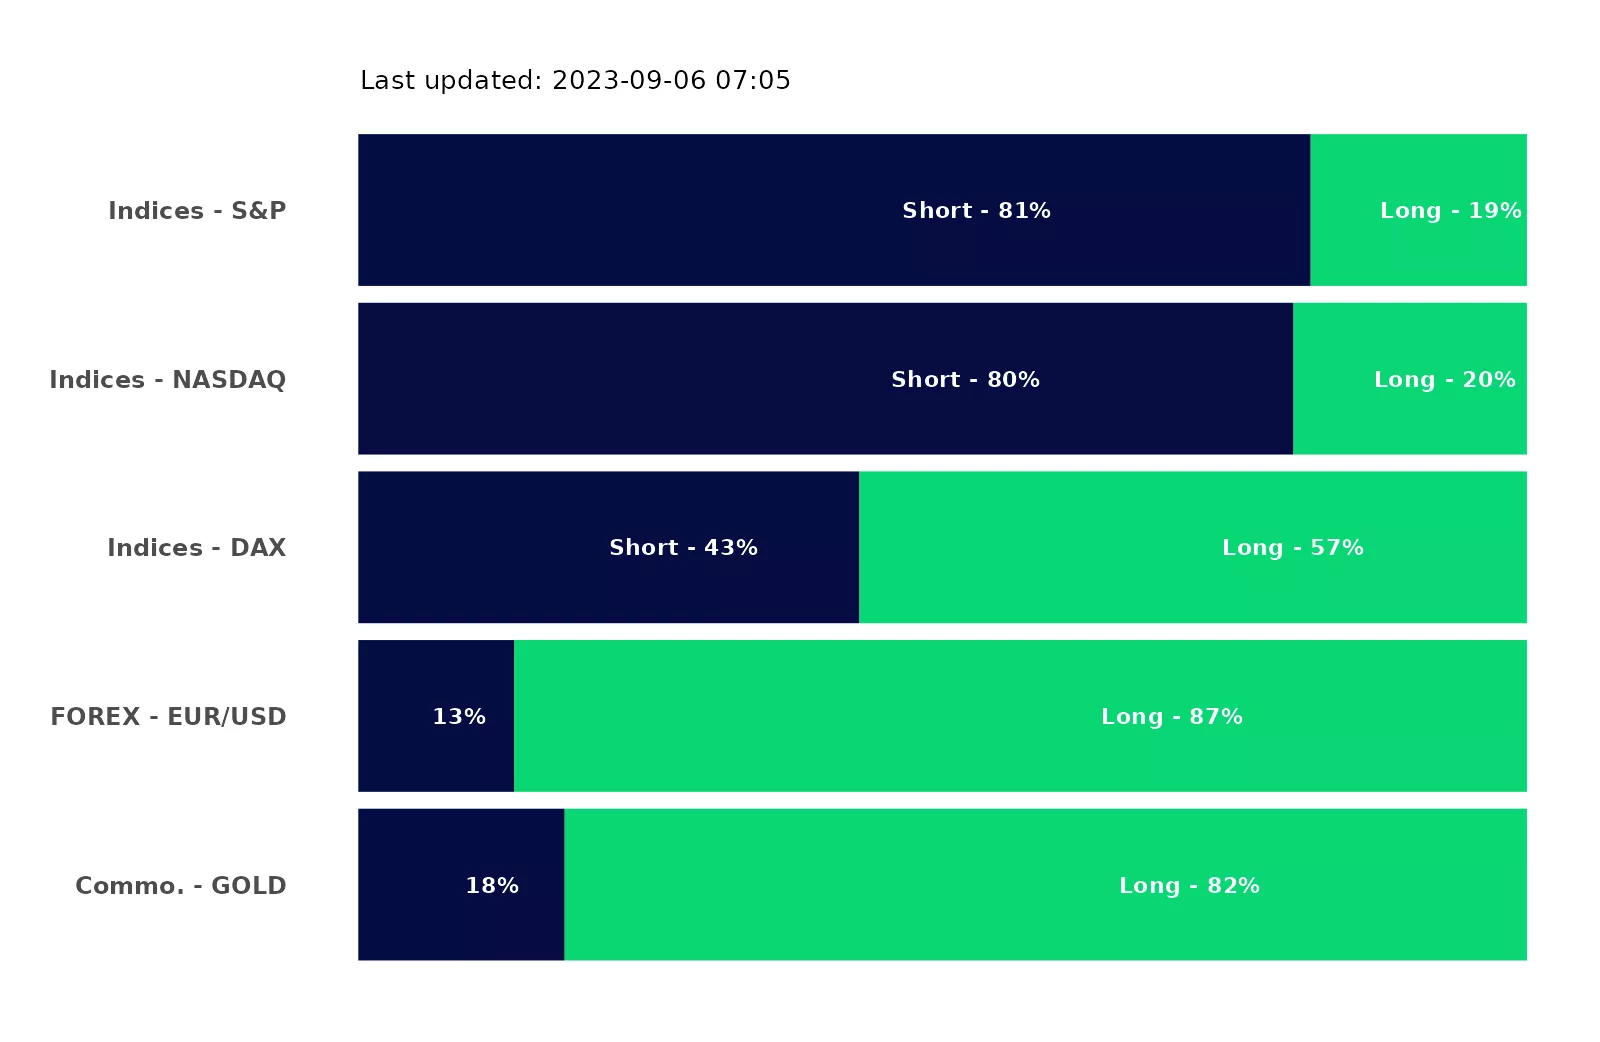 Last updated: 2023-09-06 07:05
Indices - S&P Short - 81% Long - 19%
Indices - NASDAQ Short - 80% Long - 20%
Indices - DAX Short - 43% Long - 57%
FOREX - EUR/USD 13% Long - 87%
Commo. - GOLD 18% Long - 82%